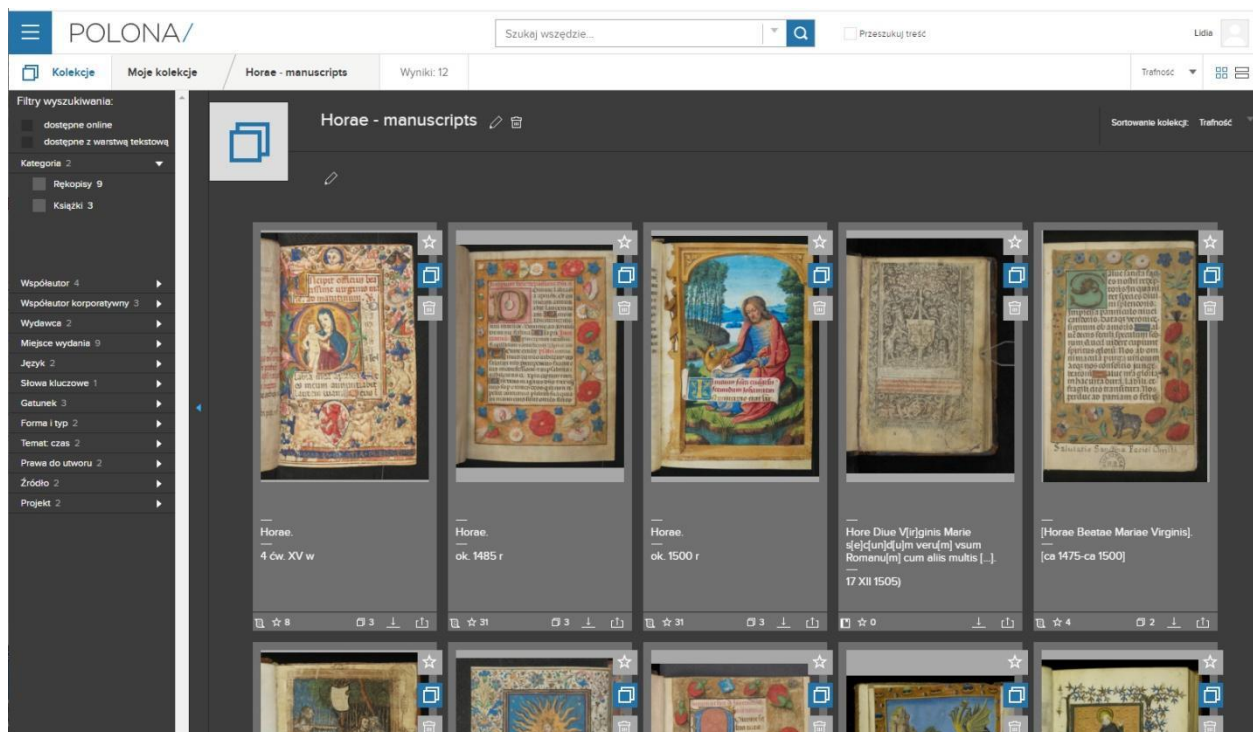 POLONA/
Szukaj wszędzie...
Przeszukuj treść
Lidia
Kolekcje
Moje kolekcje
Horae - manuscripts
Wyniki: 12
Trafność
Filtry wyszukiwania:
dostępne online
dostępne z warstwą tekstową
Kategoria 2
Rękopisy 9
Książki 3
Współautor 4
Współautor korporatywny 3
Wydawca 2
Miejsce wydania 9
Język 2
Słowa kluczowe 1
Gatunek 3
Forma i typ 2
Temat: czas 2
Prawa do utworu 2
Źródło 2
Projekt 2
Horae - manuscripts
Sortowanie kolekcji: Trafność
Horae.
4 ćw. XV w
8
3
Horae.
ok. 1485 r
31
3
Horae.
ok. 1500 r
31
3
Hore Diue V[ir]ginis Marie
s[e]c[un]d[u]m veru[m] vsum
Romanu[m] cum aliis multis [...].
17 XII 1505)
0
[Horae Beatae Mariae Virginis].
[ca 1475-ca 1500]
4
2